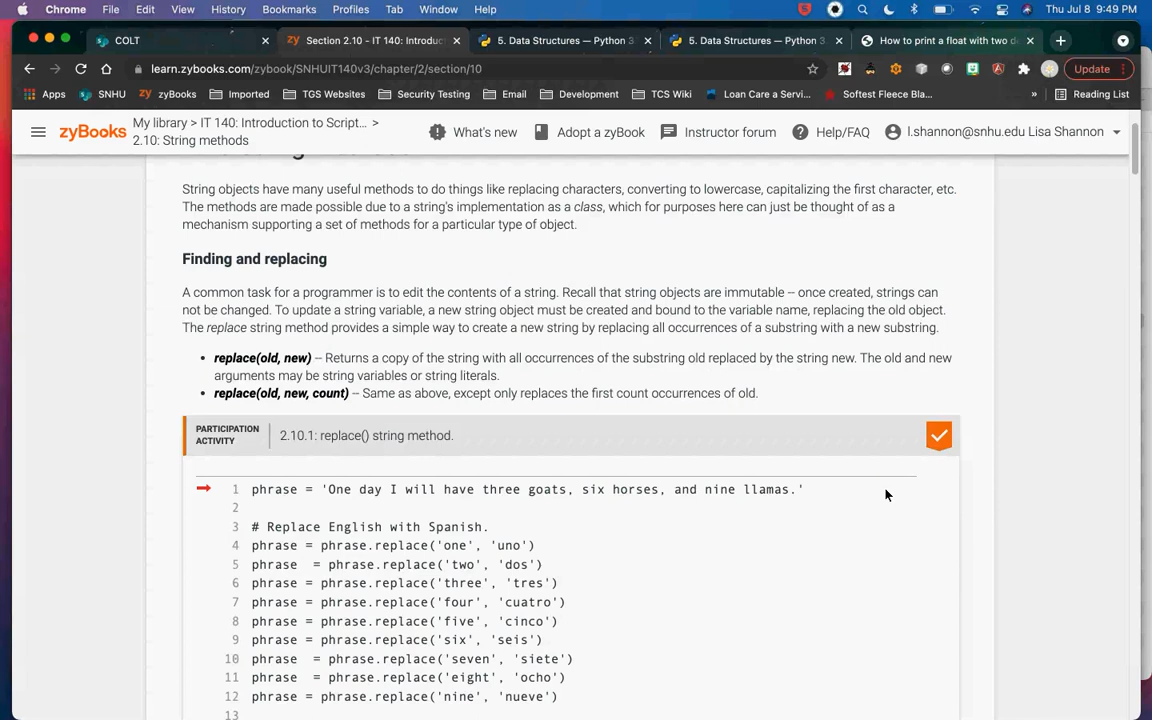 Chrome File Edit View History Bookmarks Profiles Tab Window Help Thu Jul 8 9:49 PM
COLT Section 2.10 - IT 140: Introduc 5. Data Structures — Python 3 5. Data Structures — Python 3 How to print a float with two d
learn.zybooks.com/zybook/SNHUIT140v3/chapter/2/section/10 Update
Apps SNHU zyBooks Imported TGS Websites Security Testing Email Development TCS Wiki Loan Care a Servi... Softest Fleece Bla... » Reading List
zyBooks My library > IT 140: Introduction to Script... > What's new Adopt a zyBook Instructor forum Help/FAQ l.shannon@snhu.edu Lisa Shannon
2.10: String methods
String objects have many useful methods to do things like replacing characters, converting to lowercase, capitalizing the first character, etc.
The methods are made possible due to a string's implementation as a class, which for purposes here can just be thought of as a
mechanism supporting a set of methods for a particular type of object.
Finding and replacing
A common task for a programmer is to edit the contents of a string. Recall that string objects are immutable -- once created, strings can
not be changed. To update a string variable, a new string object must be created and bound to the variable name, replacing the old object.
The replace string method provides a simple way to create a new string by replacing all occurrences of a substring with a new substring.
• replace(old, new) -- Returns a copy of the string with all occurrences of the substring old replaced by the string new. The old and new
arguments may be string variables or string literals.
• replace(old, new, count) -- Same as above, except only replaces the first count occurrences of old.
PARTICIPATION
ACTIVITY
2.10.1: replace() string method.
1 phrase = 'One day I will have three goats, six horses, and nine llamas.'
2
3 # Replace English with Spanish.
4 phrase = phrase.replace('one', 'uno')
5 phrase  = phrase.replace('two', 'dos')
6 phrase = phrase.replace('three', 'tres')
7 phrase = phrase.replace('four', 'cuatro')
8 phrase = phrase.replace('five', 'cinco')
9 phrase = phrase.replace('six', 'seis')
10 phrase  = phrase.replace('seven', 'siete')
11 phrase  = phrase.replace('eight', 'ocho')
12 phrase = phrase.replace('nine', 'nueve')
13